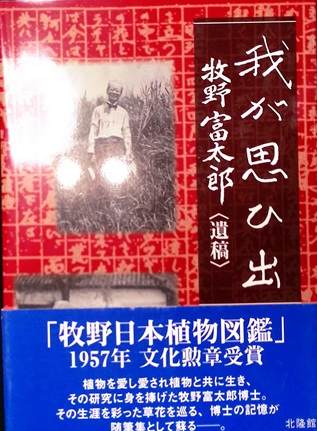 我が思ひ出
牧野富太郎
〈遺稿〉
「牧野日本植物図鑑」
1957年 文化勲章受賞
植物を愛し愛され植物と共に生き、
その研究に身を捧げた牧野富太郎博士。
その生涯を彩った草花を巡る、博士の記憶が
随筆集として蘇る――。
北隆館